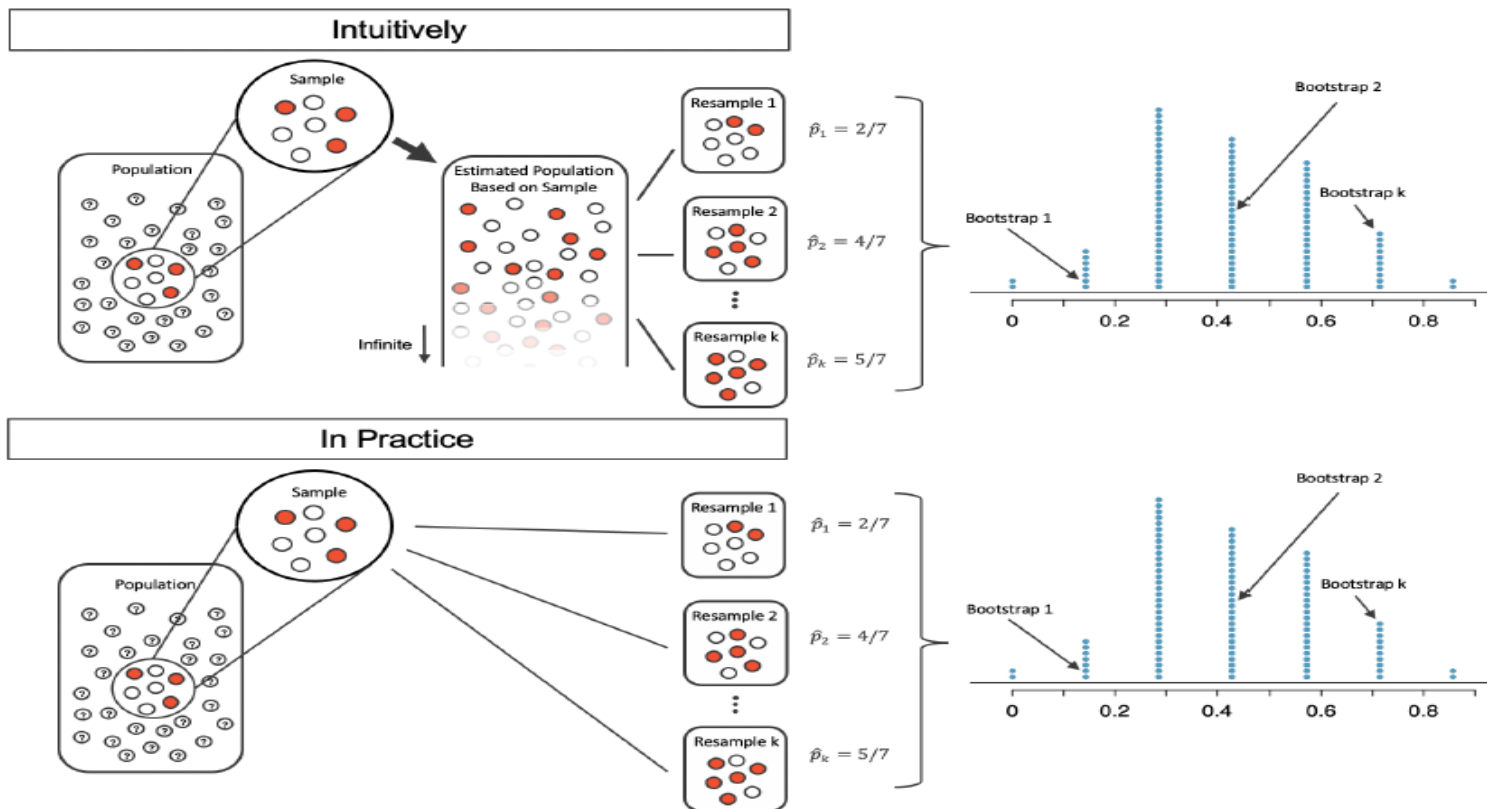 Intuitively
Sample
Population
Estimated Population
Based on Sample
Infinite
Resample 1
Resample 2
Resample k
p̂₁ = 2/7
p̂₂ = 4/7
p̂ₖ = 5/7
Bootstrap 2
Bootstrap k
Bootstrap 1
0 0.2 0.4 0.6 0.8
In Practice
Sample
Population
Resample 1
Resample 2
Resample k
p̂₁ = 2/7
p̂₂ = 4/7
p̂ₖ = 5/7
Bootstrap 2
Bootstrap k
Bootstrap 1
0 0.2 0.4 0.6 0.8